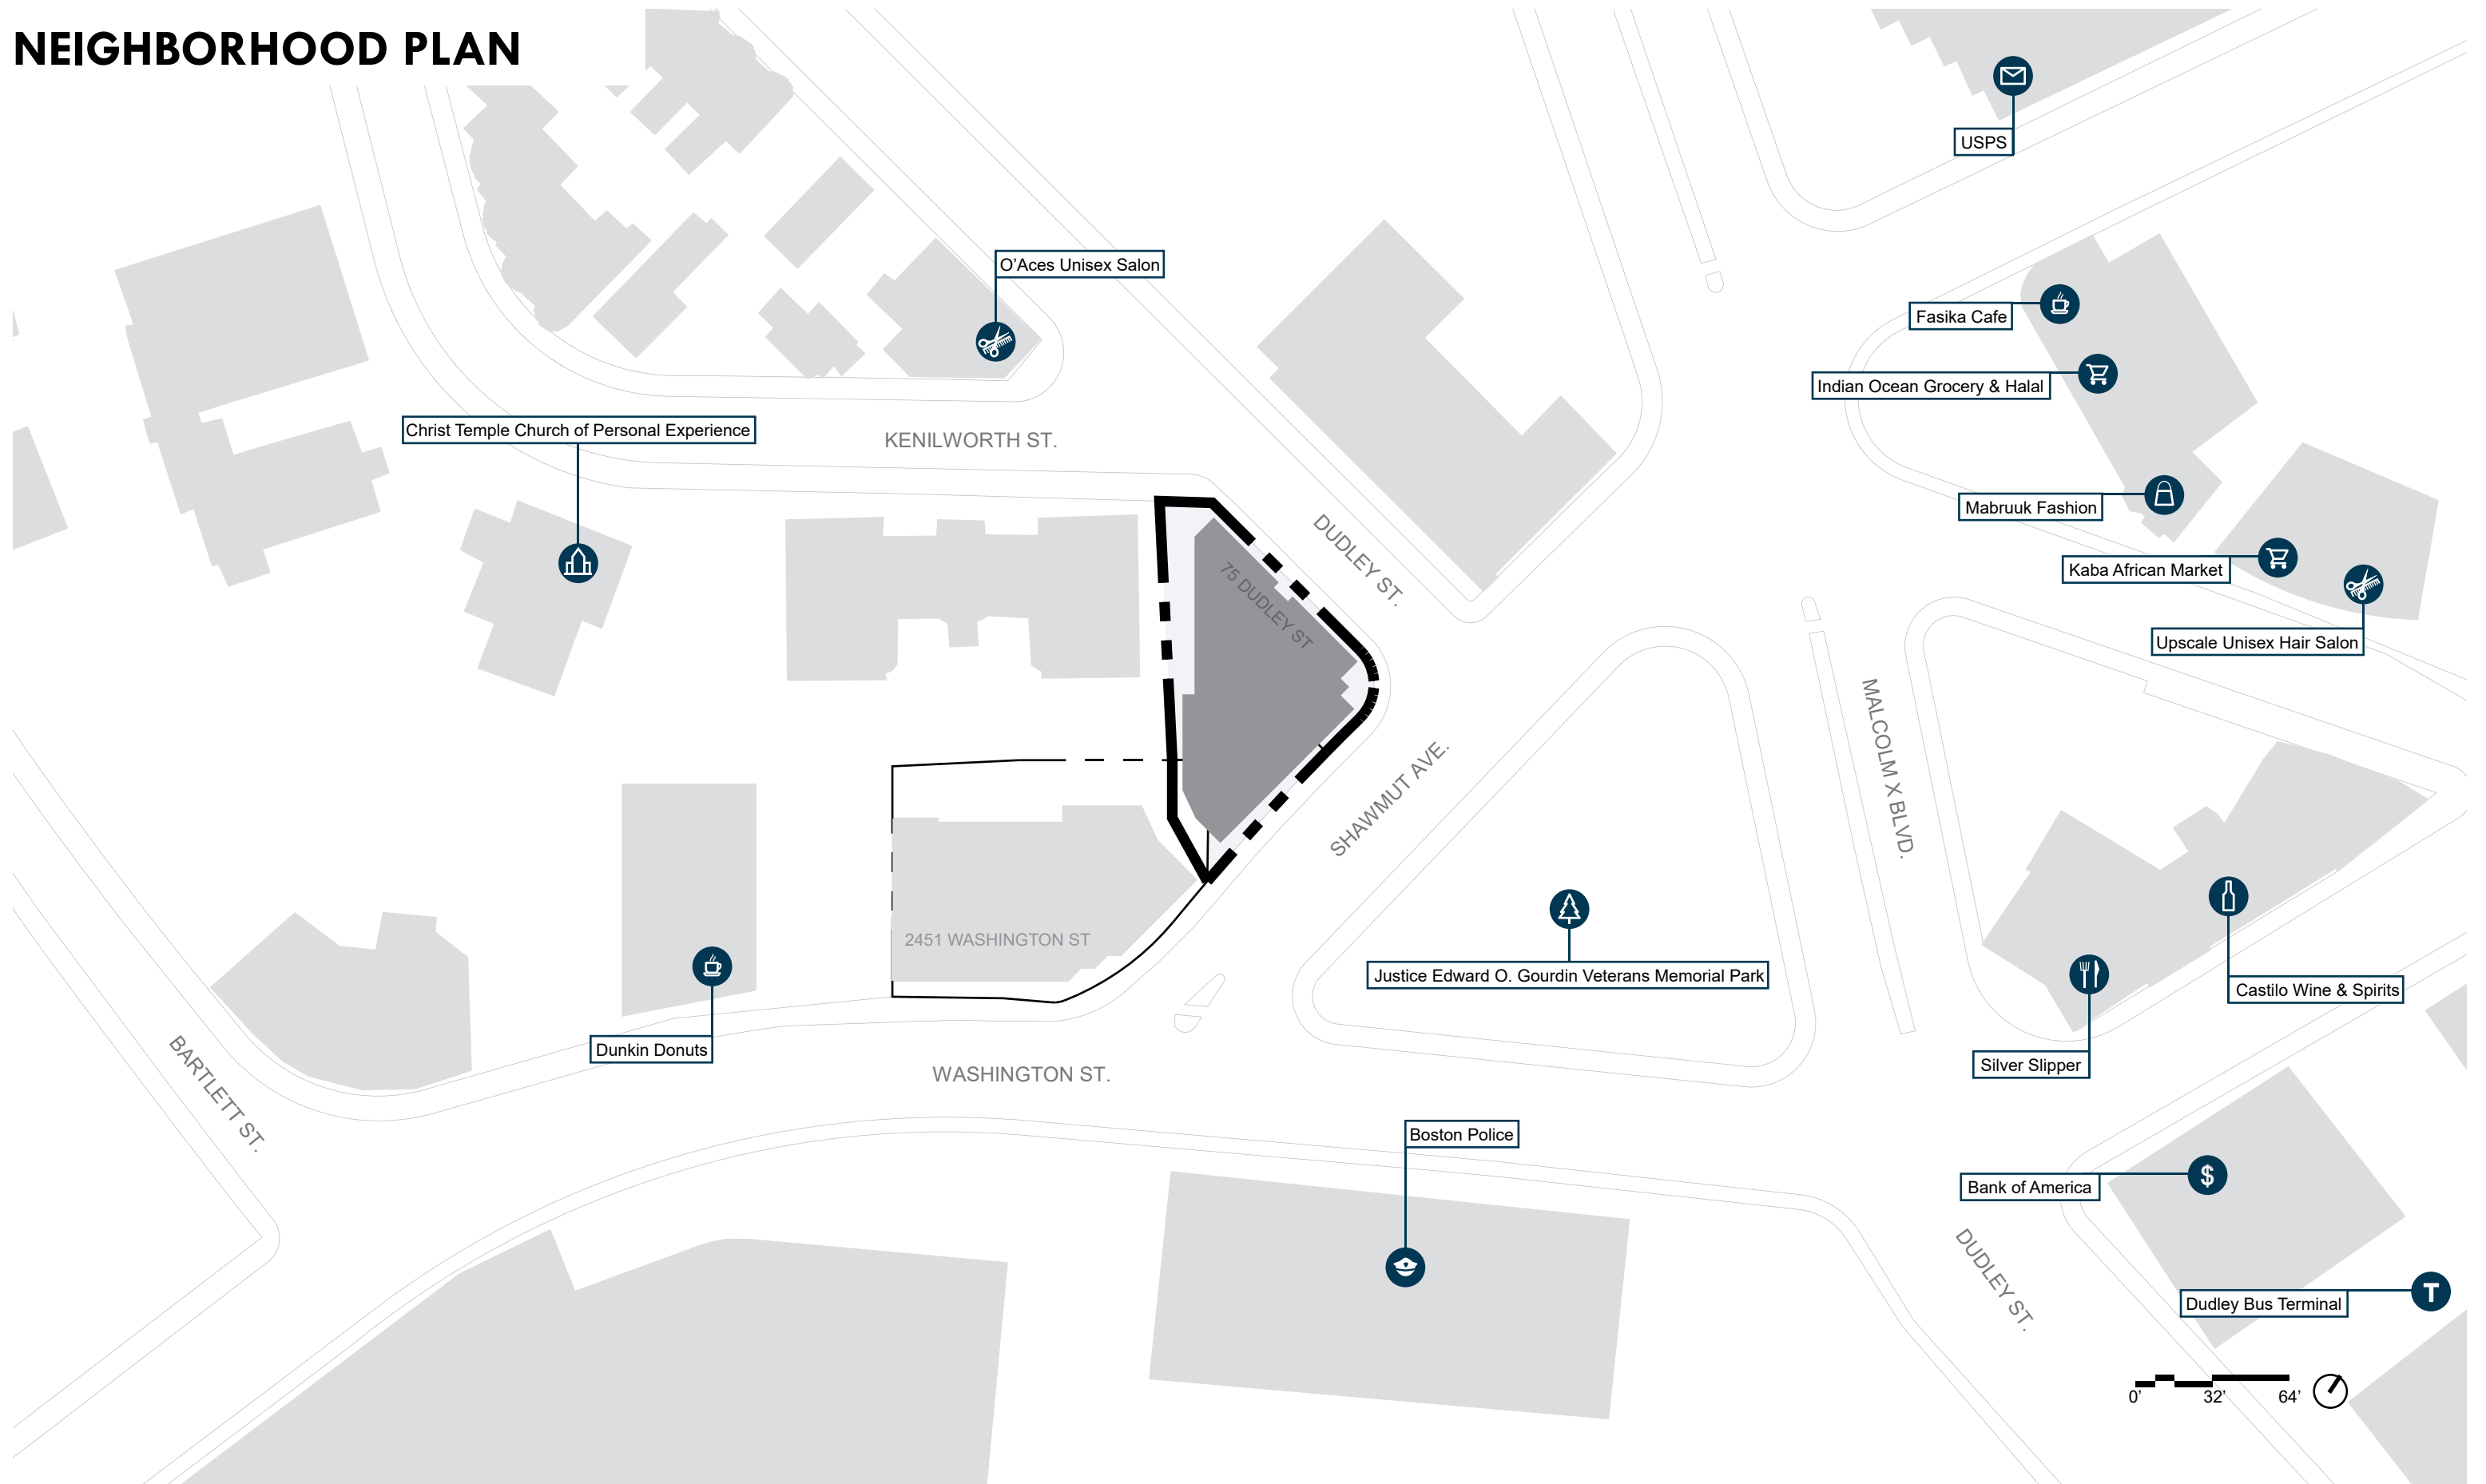 NEIGHBORHOOD PLAN
USPS
O’Aces Unisex Salon
Fasika Cafe
Indian Ocean Grocery & Halal
Christ Temple Church of Personal Experience
KENILWORTH ST.
Mabruuk Fashion
DUDLEY ST.
75 DUDLEY ST
Kaba African Market
Upscale Unisex Hair Salon
MALCOLM X BLVD.
SHAWMUT AVE.
2451 WASHINGTON ST
Justice Edward O. Gourdin Veterans Memorial Park
Castilo Wine & Spirits
Dunkin Donuts
Silver Slipper
WASHINGTON ST.
BARTLETT ST.
Boston Police
Bank of America
DUDLEY ST.
T
Dudley Bus Terminal
0’ 32’ 64’